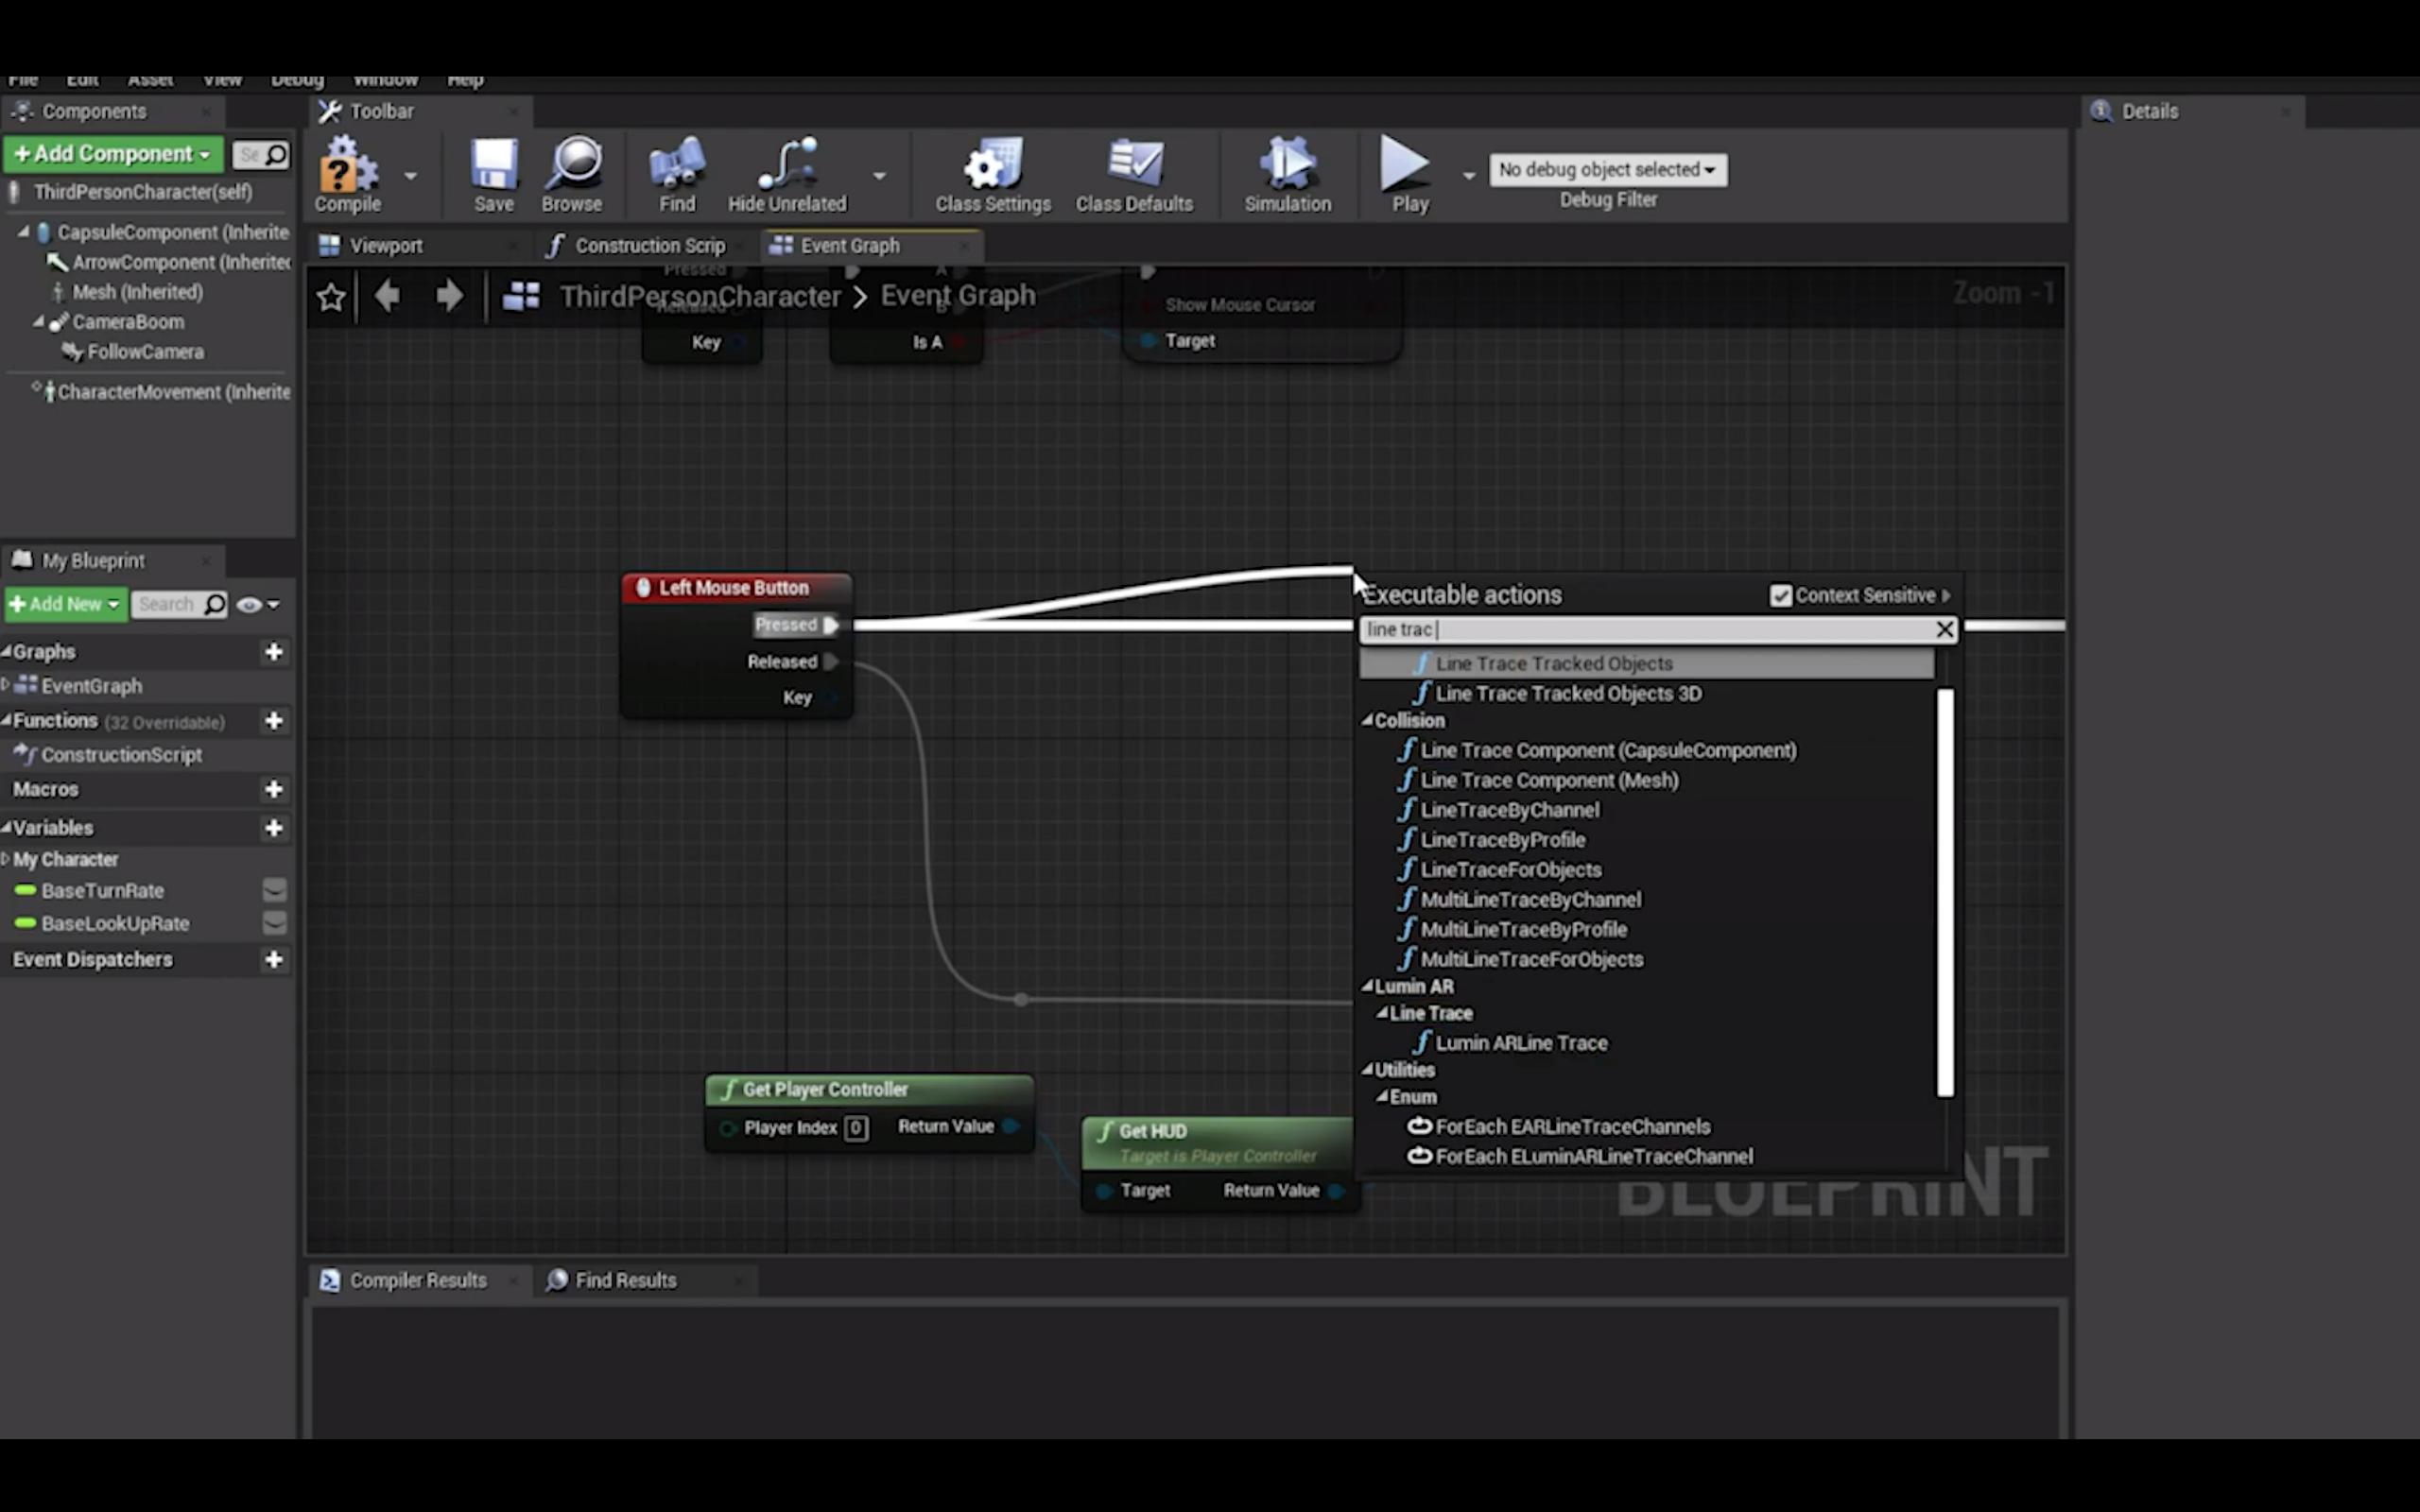 File Edit Asset View Debug Window Help
Components
Toolbar
Details
+Add Component
Se
ThirdPersonCharacter(self)
CapsuleComponent (Inherite
ArrowComponent (Inherited
Mesh (Inherited)
CameraBoom
FollowCamera
CharacterMovement (Inherite
Compile
Save
Browse
Find
Hide Unrelated
Class Settings
Class Defaults
Simulation
Play
No debug object selected
Debug Filter
Viewport
Construction Scrip
Event Graph
ThirdPersonCharacter > Event Graph
Zoom -1
Pressed
Released
Key
A
B
Is A
Show Mouse Cursor
Target
My Blueprint
+Add New
Search
Graphs
EventGraph
Functions (32 Overridable)
ConstructionScript
Macros
Variables
My Character
BaseTurnRate
BaseLookUpRate
Event Dispatchers
Left Mouse Button
Pressed
Released
Key
Executable actions
Context Sensitive
line trac
Line Trace Tracked Objects
Line Trace Tracked Objects 3D
Collision
Line Trace Component (CapsuleComponent)
Line Trace Component (Mesh)
LineTraceByChannel
LineTraceByProfile
LineTraceForObjects
MultiLineTraceByChannel
MultiLineTraceByProfile
MultiLineTraceForObjects
Lumin AR
Line Trace
Lumin ARLine Trace
Utilities
Enum
ForEach EARLineTraceChannels
ForEach ELuminARLineTraceChannel
Get Player Controller
Player Index 0
Return Value
Get HUD
Target is Player Controller
Target
Return Value
BLUEPRINT
Compiler Results
Find Results